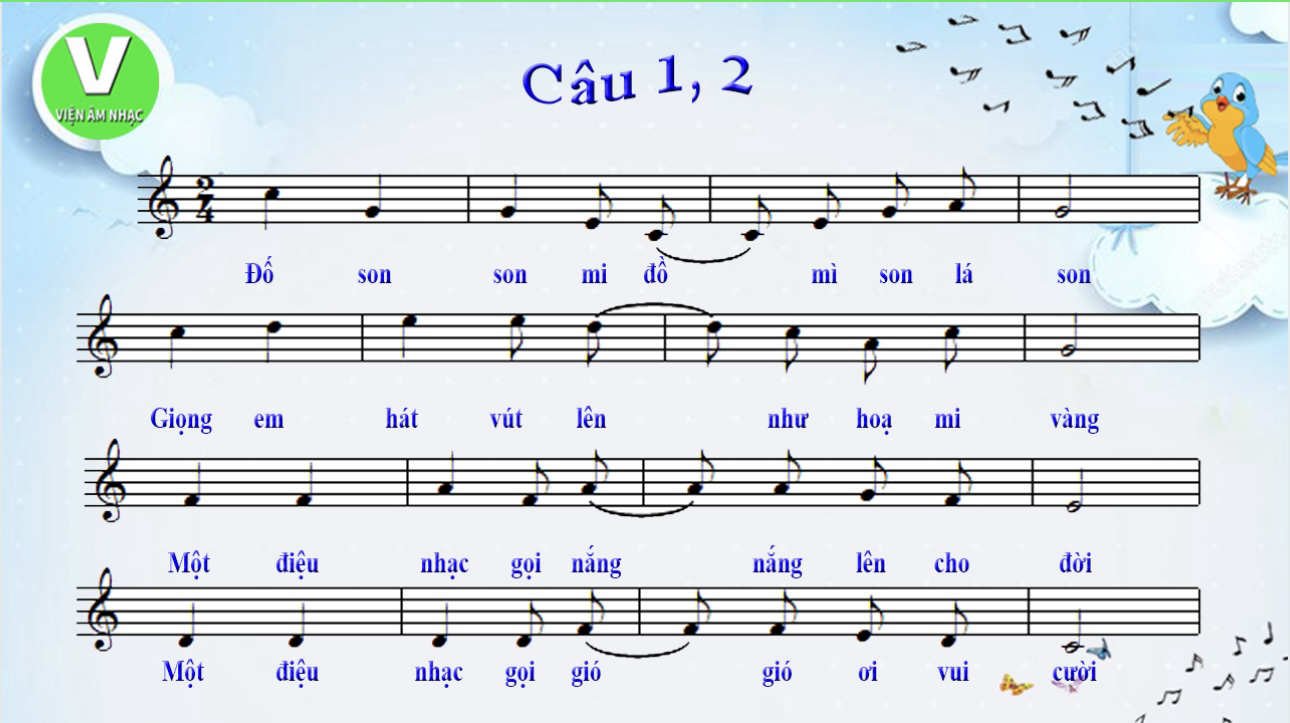 V
VIỆN ÂM NHẠC
Câu 1, 2
2
4
Đố son son mi đồ mì son lá son
Giọng em hát vút lên như hoạ mi vàng
Một điệu nhạc gọi nắng nắng lên cho đời
Một điệu nhạc gọi gió gió ơi vui cười